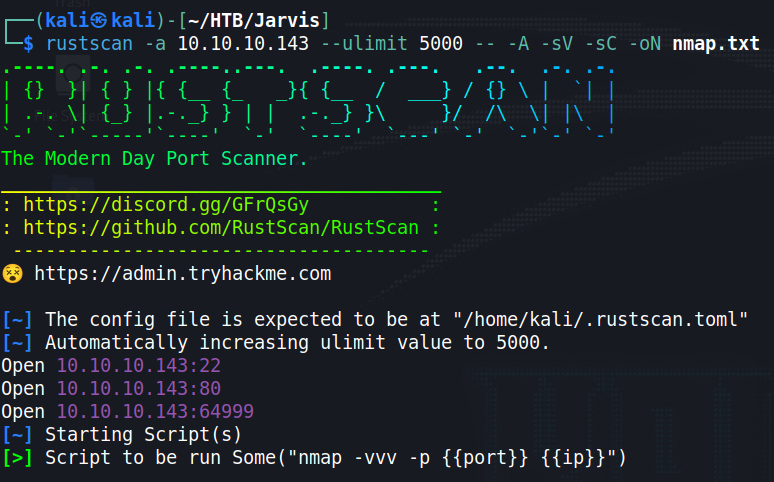 Trash
(kali㉿kali)-[~/HTB/Jarvis]
$ rustscan -a 10.10.10.143 --ulimit 5000 -- -A -sV -sC -oN nmap.txt
.----. .-. .-. .----..---.  .----. .---.   .--.  .-. .-.
| {}  }| { } |{ {__ {_   _}{ {__  /  ___} / {} \ |  `| |
| .-. \| {_} |.-._} } | |  .-._} }\     }/  /\  \| |\  |
`-' `-'`-----'`----'  `-'  `----'  `---' `-'  `-'`-' `-'
The Modern Day Port Scanner.
________________________________________
: https://discord.gg/GFrQsGy           :
: https://github.com/RustScan/RustScan :
 --------------------------------------
😵 https://admin.tryhackme.com
[~] The config file is expected to be at "/home/kali/.rustscan.toml"
[~] Automatically increasing ulimit value to 5000.
Open 10.10.10.143:22
Open 10.10.10.143:80
Open 10.10.10.143:64999
[~] Starting Script(s)
[>] Script to be run Some("nmap -vvv -p {{port}} {{ip}}")